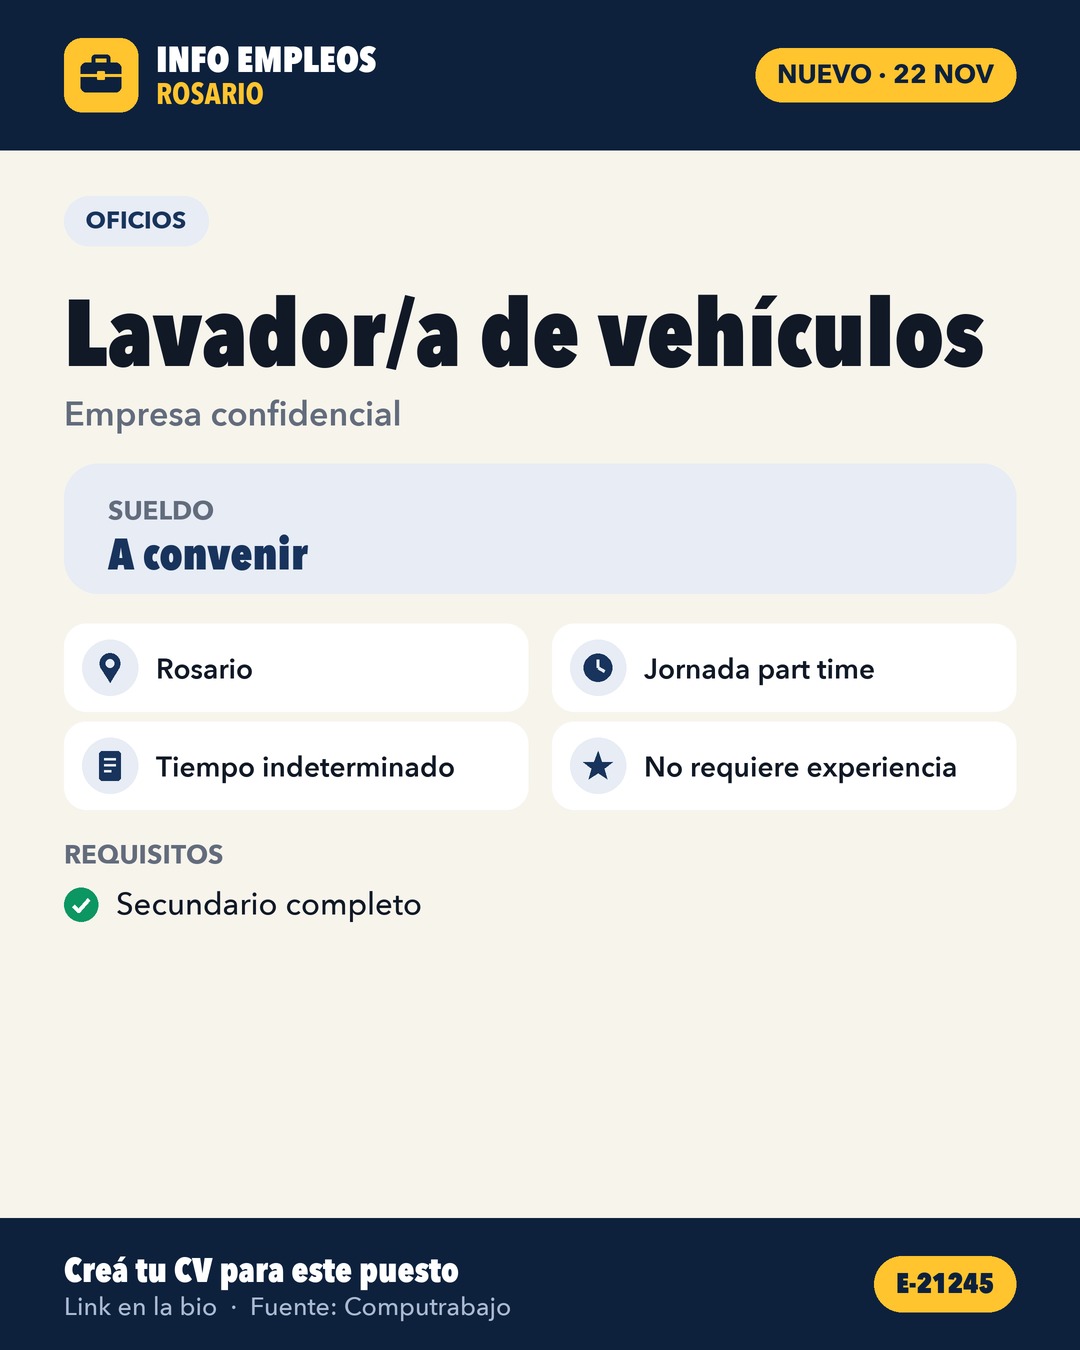 INFO EMPLEOS
ROSARIO
NUEVO · 22 NOV
OFICIOS
Lavador/a de vehículos
Empresa confidencial
SUELDO
A convenir
Rosario
Jornada part time
Tiempo indeterminado
No requiere experiencia
REQUISITOS
Secundario completo
Creá tu CV para este puesto
Link en la bio · Fuente: Computrabajo
E-21245